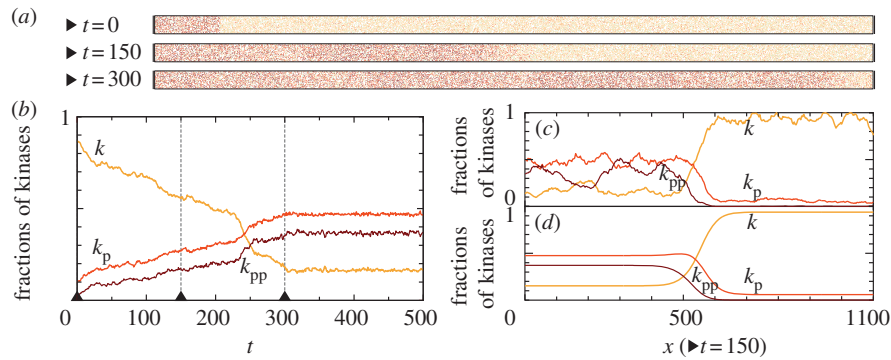 (a)
▶ t = 0
▶ t = 150
▶ t = 300
(b)
fractions of kinases
1
k
k_p
k_pp
0 100 200 300 400 500
t
(c)
fractions of kinases
1
0
k
k_pp
k_p
(d)
fractions of kinases
1
k
k_pp
k_p
0 500 1100
x (▶t = 150)